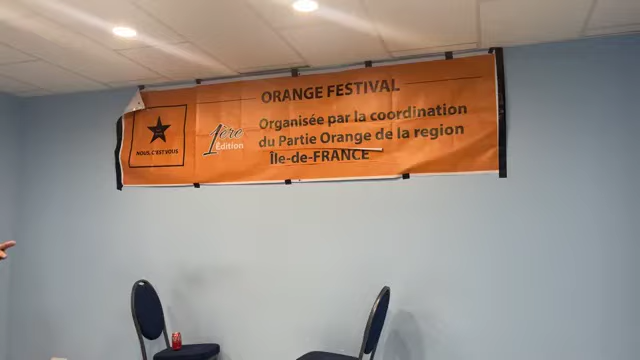 ORANGE FESTIVAL
NOUS, C'EST VOUS
1ère
Édition
Organisée par la coordination
du Partie Orange de la region
Île-de-FRANCE